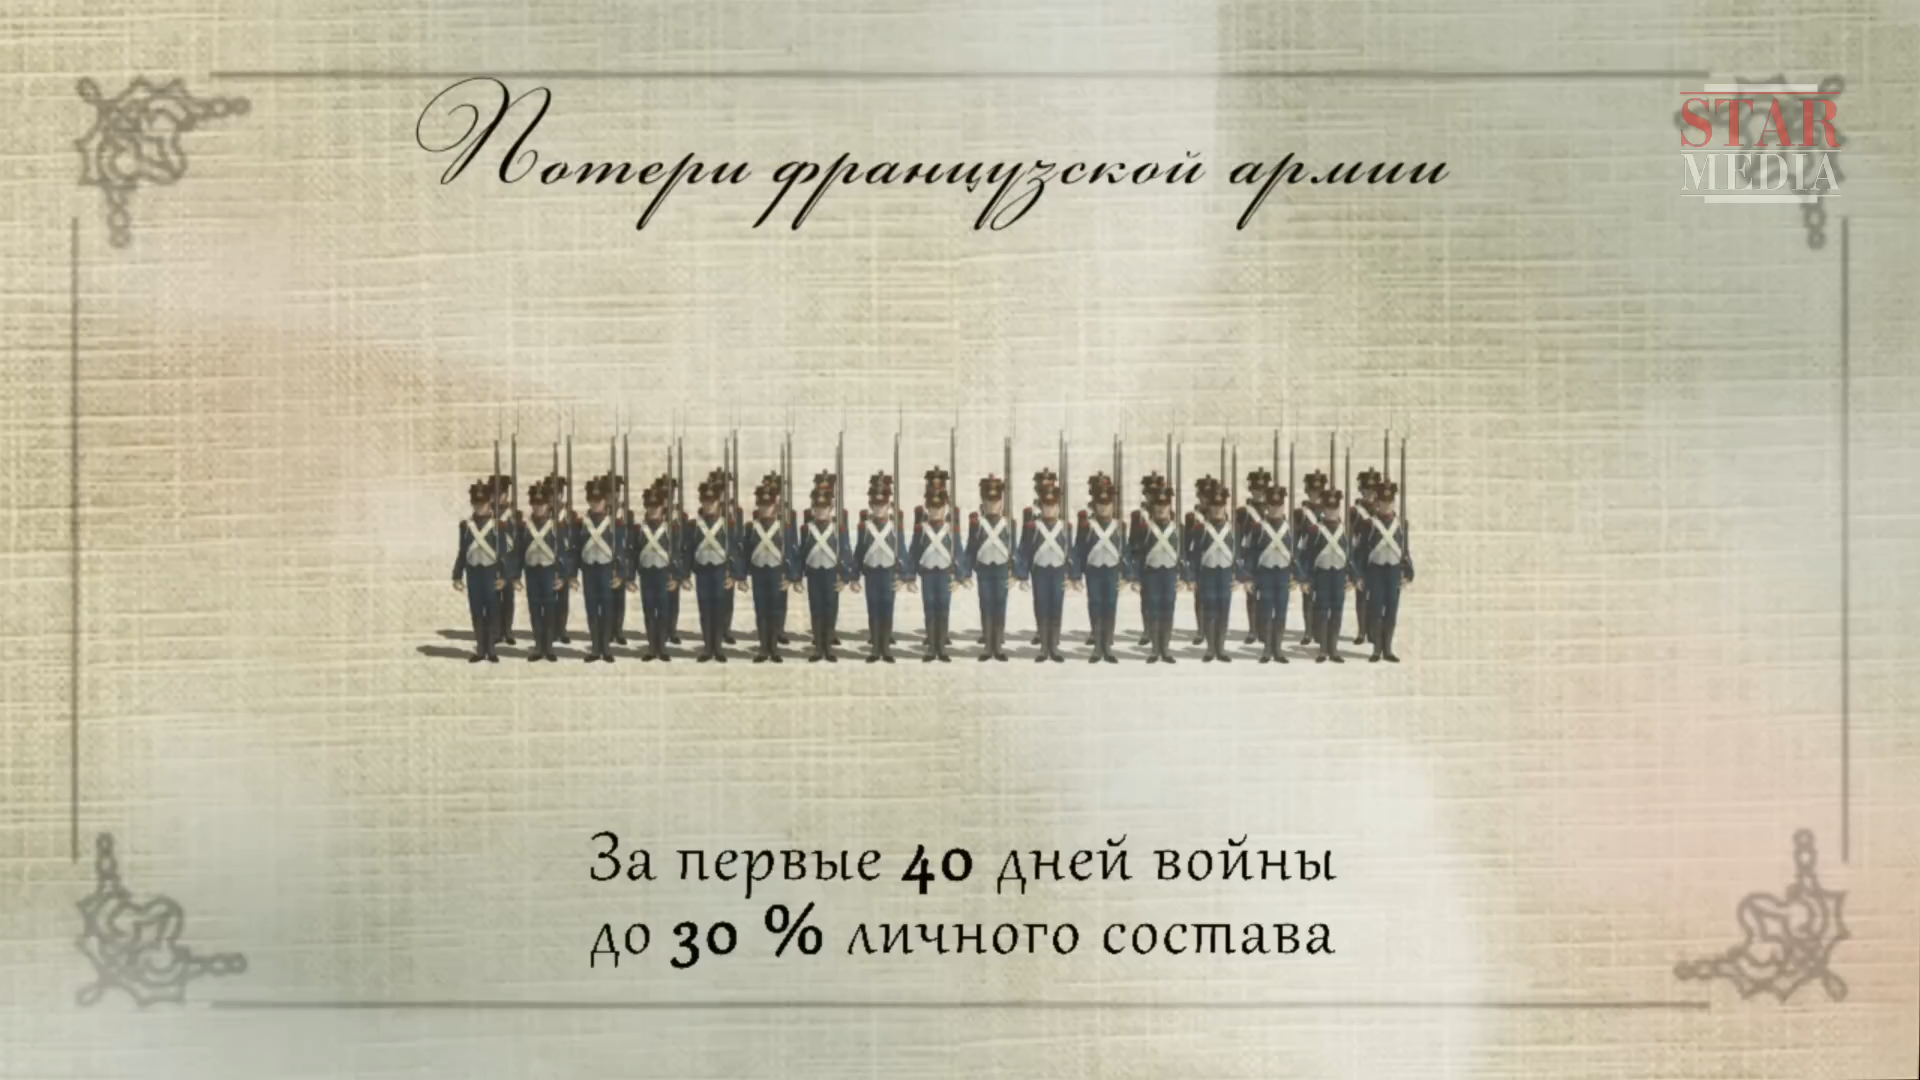 Потери французской армии
STAR
MEDIA
За первые 40 дней войны
до 30 % личного состава